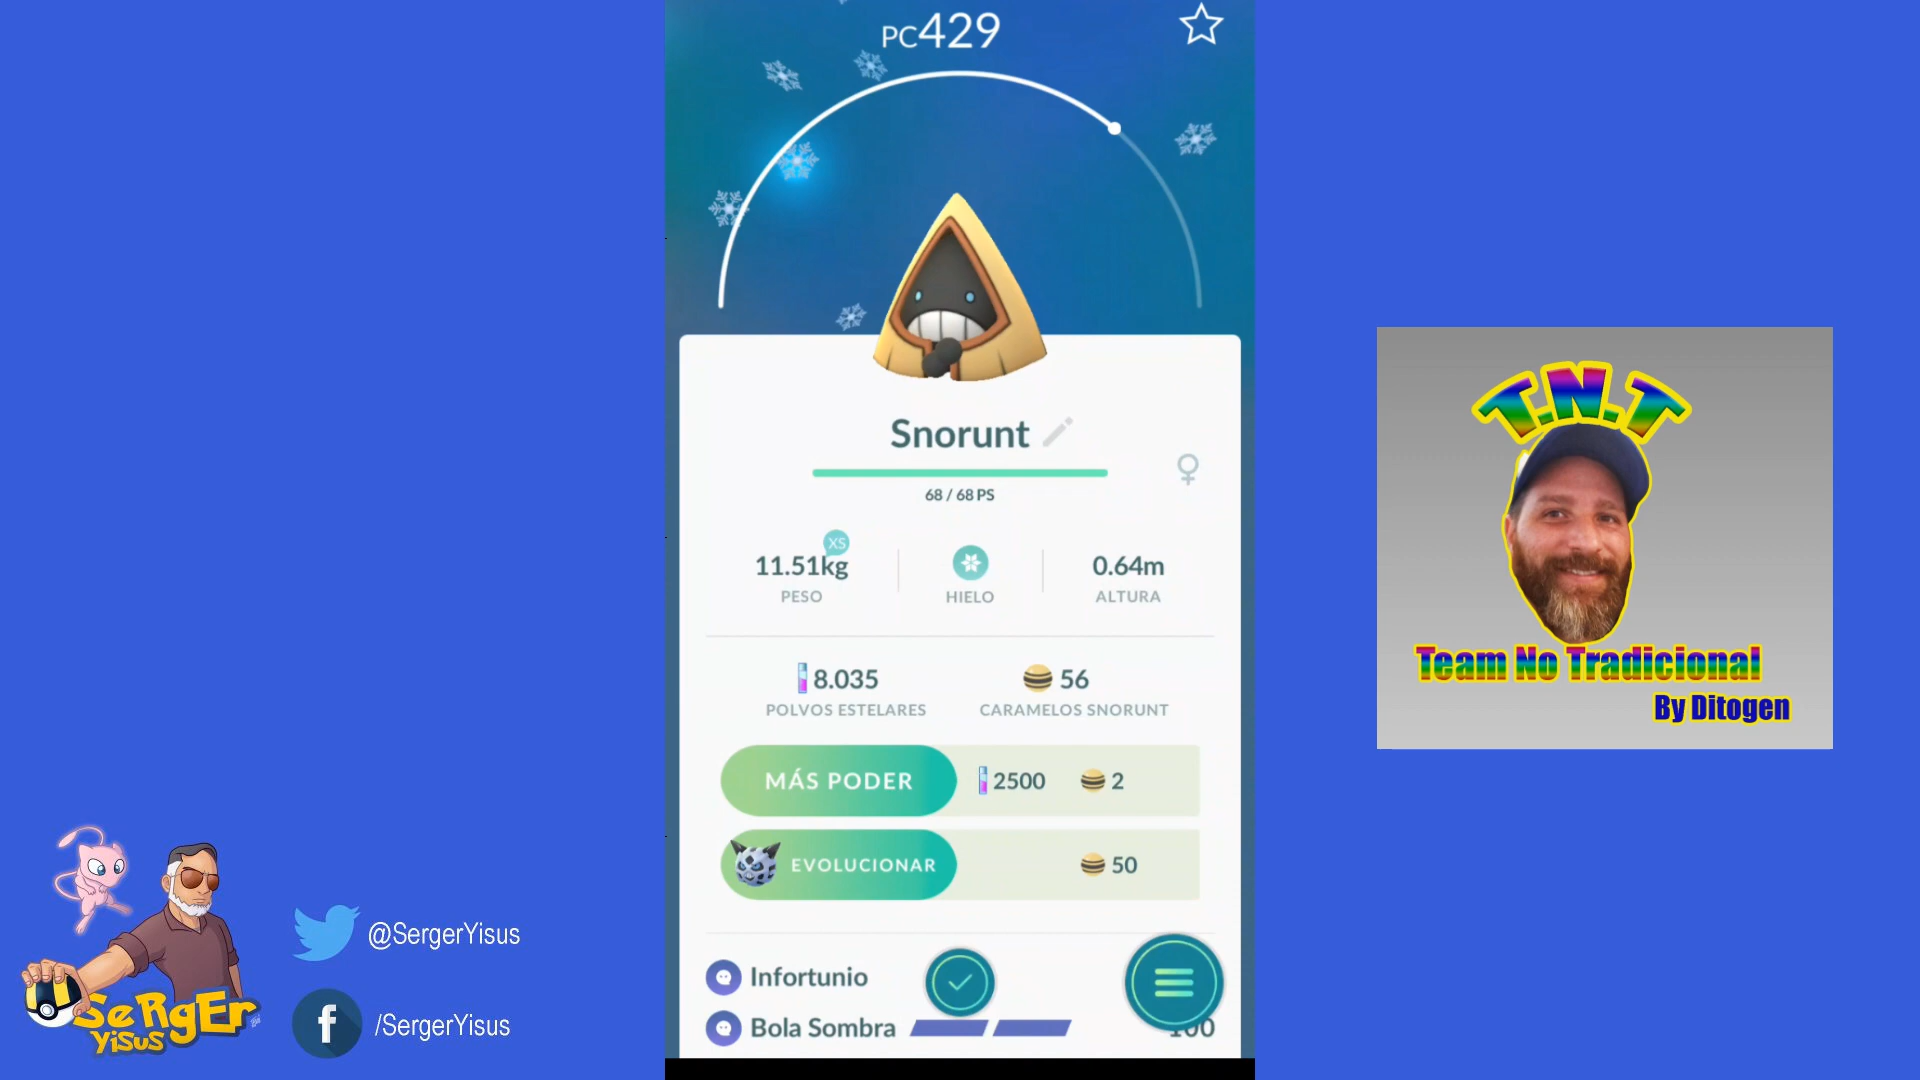 PC429
Snorunt
68 / 68 PS
XS
11.51kg
PESO
HIELO
0.64m
ALTURA
8.035
POLVOS ESTELARES
56
CARAMELOS SNORUNT
MÁS PODER
2500
2
EVOLUCIONAR
50
Infortunio
Bola Sombra
100
T.N.T
Team No Tradicional
By Ditogen
SeRgEr
YiSUS
@SergerYisus
/SergerYisus